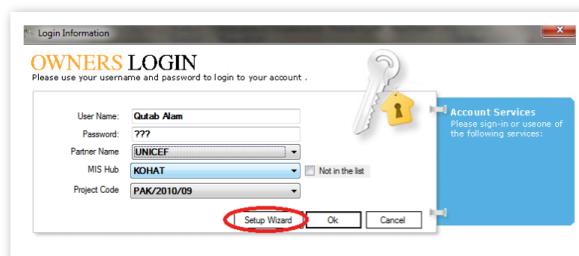 Login Information
OWNERS LOGIN
Please use your username and password to login to your account .
User Name: Qutab Alam
Password: ???
Partner Name UNICEF
MIS Hub KOHAT Not in the list
Project Code PAK/2010/09
Setup Wizard Ok Cancel
Account Services
Please sign-in or useone of
the following services: